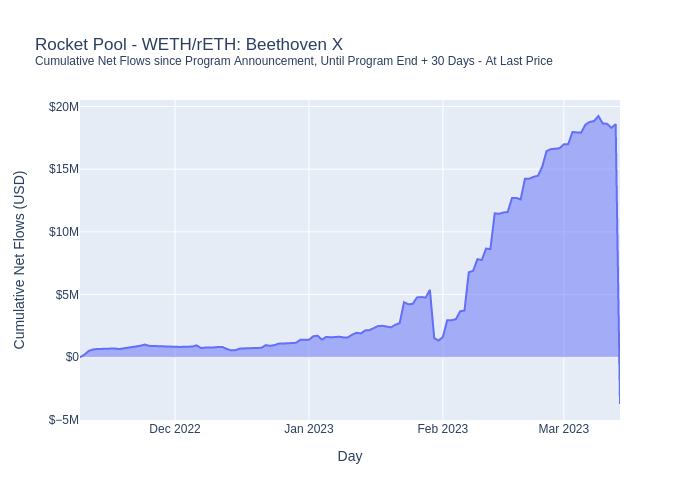 Rocket Pool - WETH/rETH: Beethoven X
Cumulative Net Flows since Program Announcement, Until Program End + 30 Days - At Last Price
$20M
$15M
$10M
$5M
$0
$−5M
Cumulative Net Flows (USD)
Dec 2022
Jan 2023
Feb 2023
Mar 2023
Day